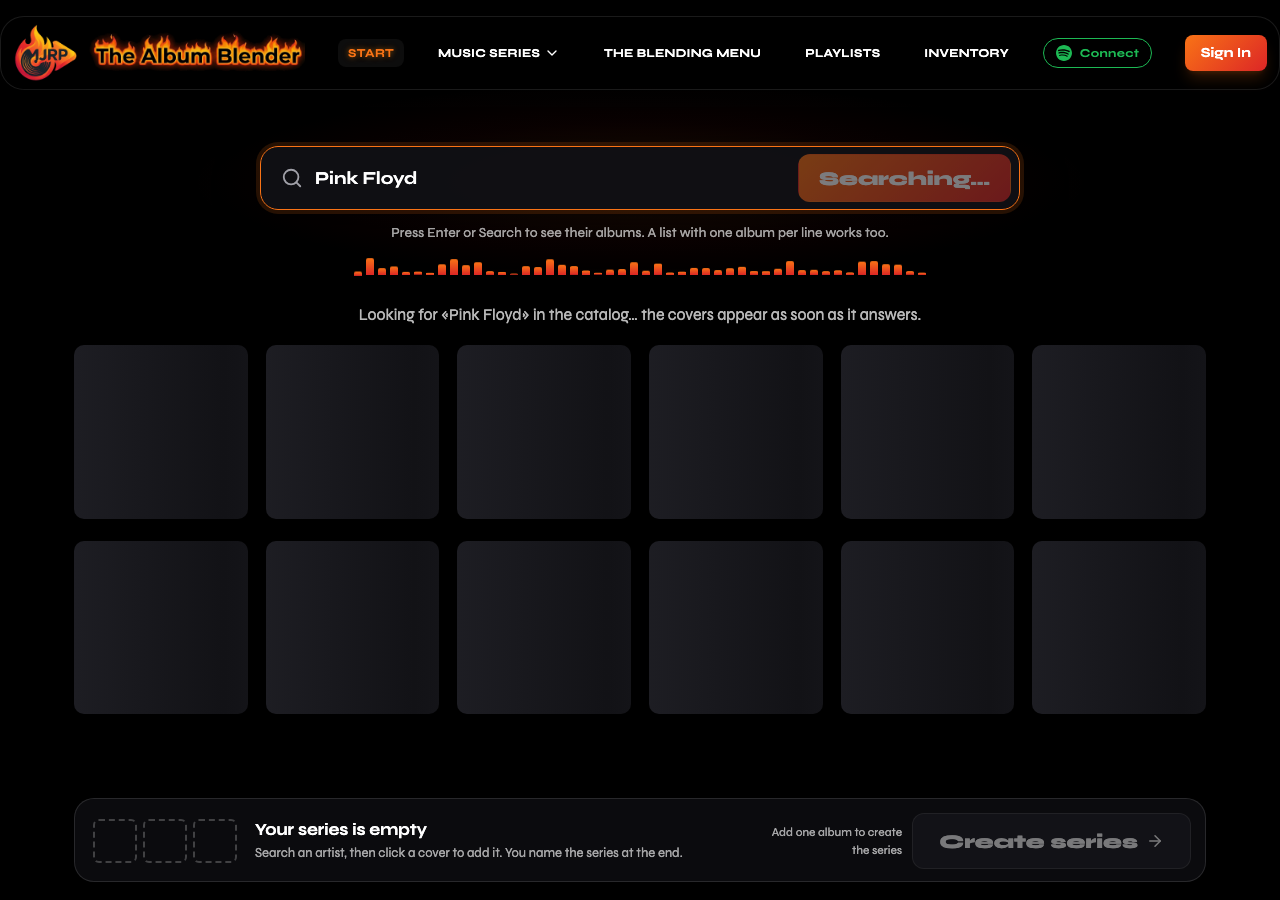 JRP
The Album Blender
START
MUSIC SERIES
THE BLENDING MENU
PLAYLISTS
INVENTORY
Connect
Sign In
Pink Floyd
Searching...
Press Enter or Search to see their albums. A list with one album per line works too.
Looking for «Pink Floyd» in the catalog... the covers appear as soon as it answers.
Your series is empty
Search an artist, then click a cover to add it. You name the series at the end.
Add one album to create
the series
Create series